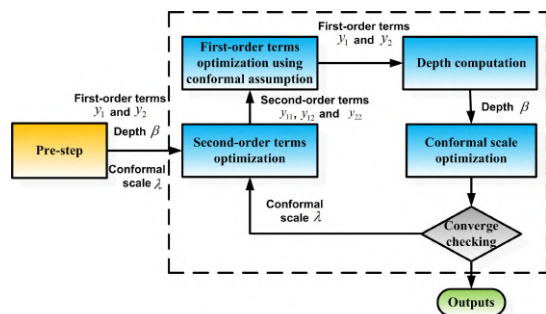 First-order terms
y₁ and y₂
First-order terms
optimization using
conformal assumption
Depth computation
First-order terms
y₁ and y₂
Second-order terms
y₁₁, y₁₂ and y₂₂
Depth β
Pre-step
Depth β
Conformal
scale λ
Second-order terms
optimization
Conformal scale
optimization
Conformal
scale λ
Converge
checking
Outputs